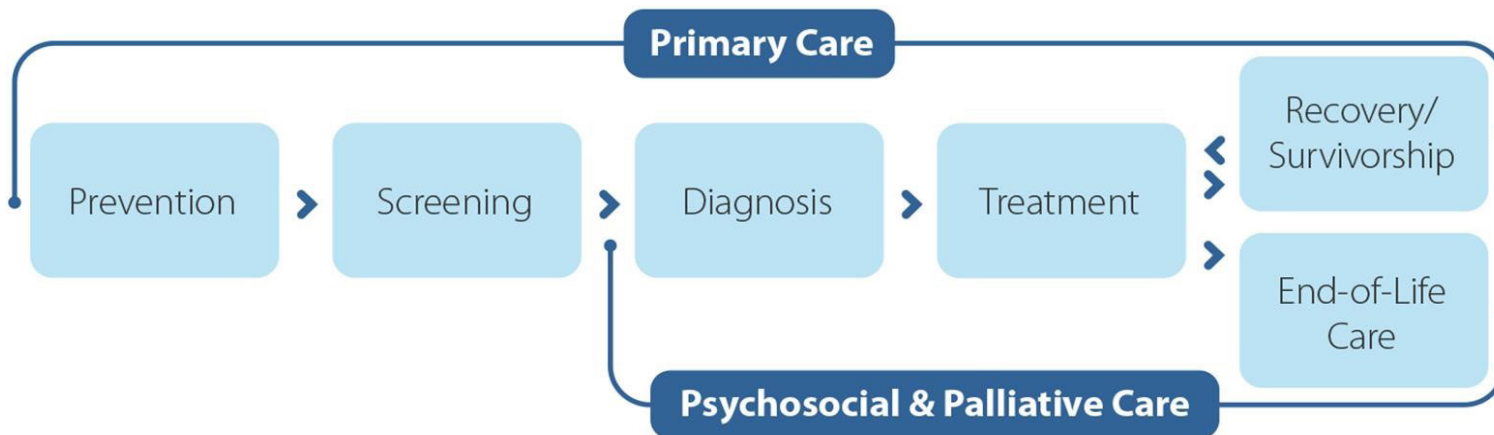 Primary Care
Prevention
Screening
Diagnosis
Treatment
Recovery/
Survivorship
End-of-Life
Care
Psychosocial & Palliative Care